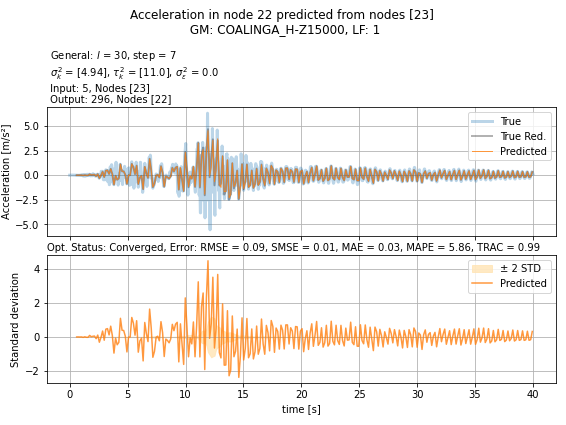 Acceleration in node 22 predicted from nodes [23]
GM: COALINGA_H-Z15000, LF: 1
General: l = 30, step = 7
σ²ₖ = [4.94], τ²ₖ = [11.0], σ²ε = 0.0
Input: 5, Nodes [23]
Output: 296, Nodes [22]
Acceleration [m/s²]
5.0
2.5
0.0
−2.5
−5.0
True
True Red.
Predicted
Opt. Status: Converged, Error: RMSE = 0.09, SMSE = 0.01, MAE = 0.03, MAPE = 5.86, TRAC = 0.99
Standard deviation
4
2
0
−2
± 2 STD
Predicted
0 5 10 15 20 25 30 35 40
time [s]